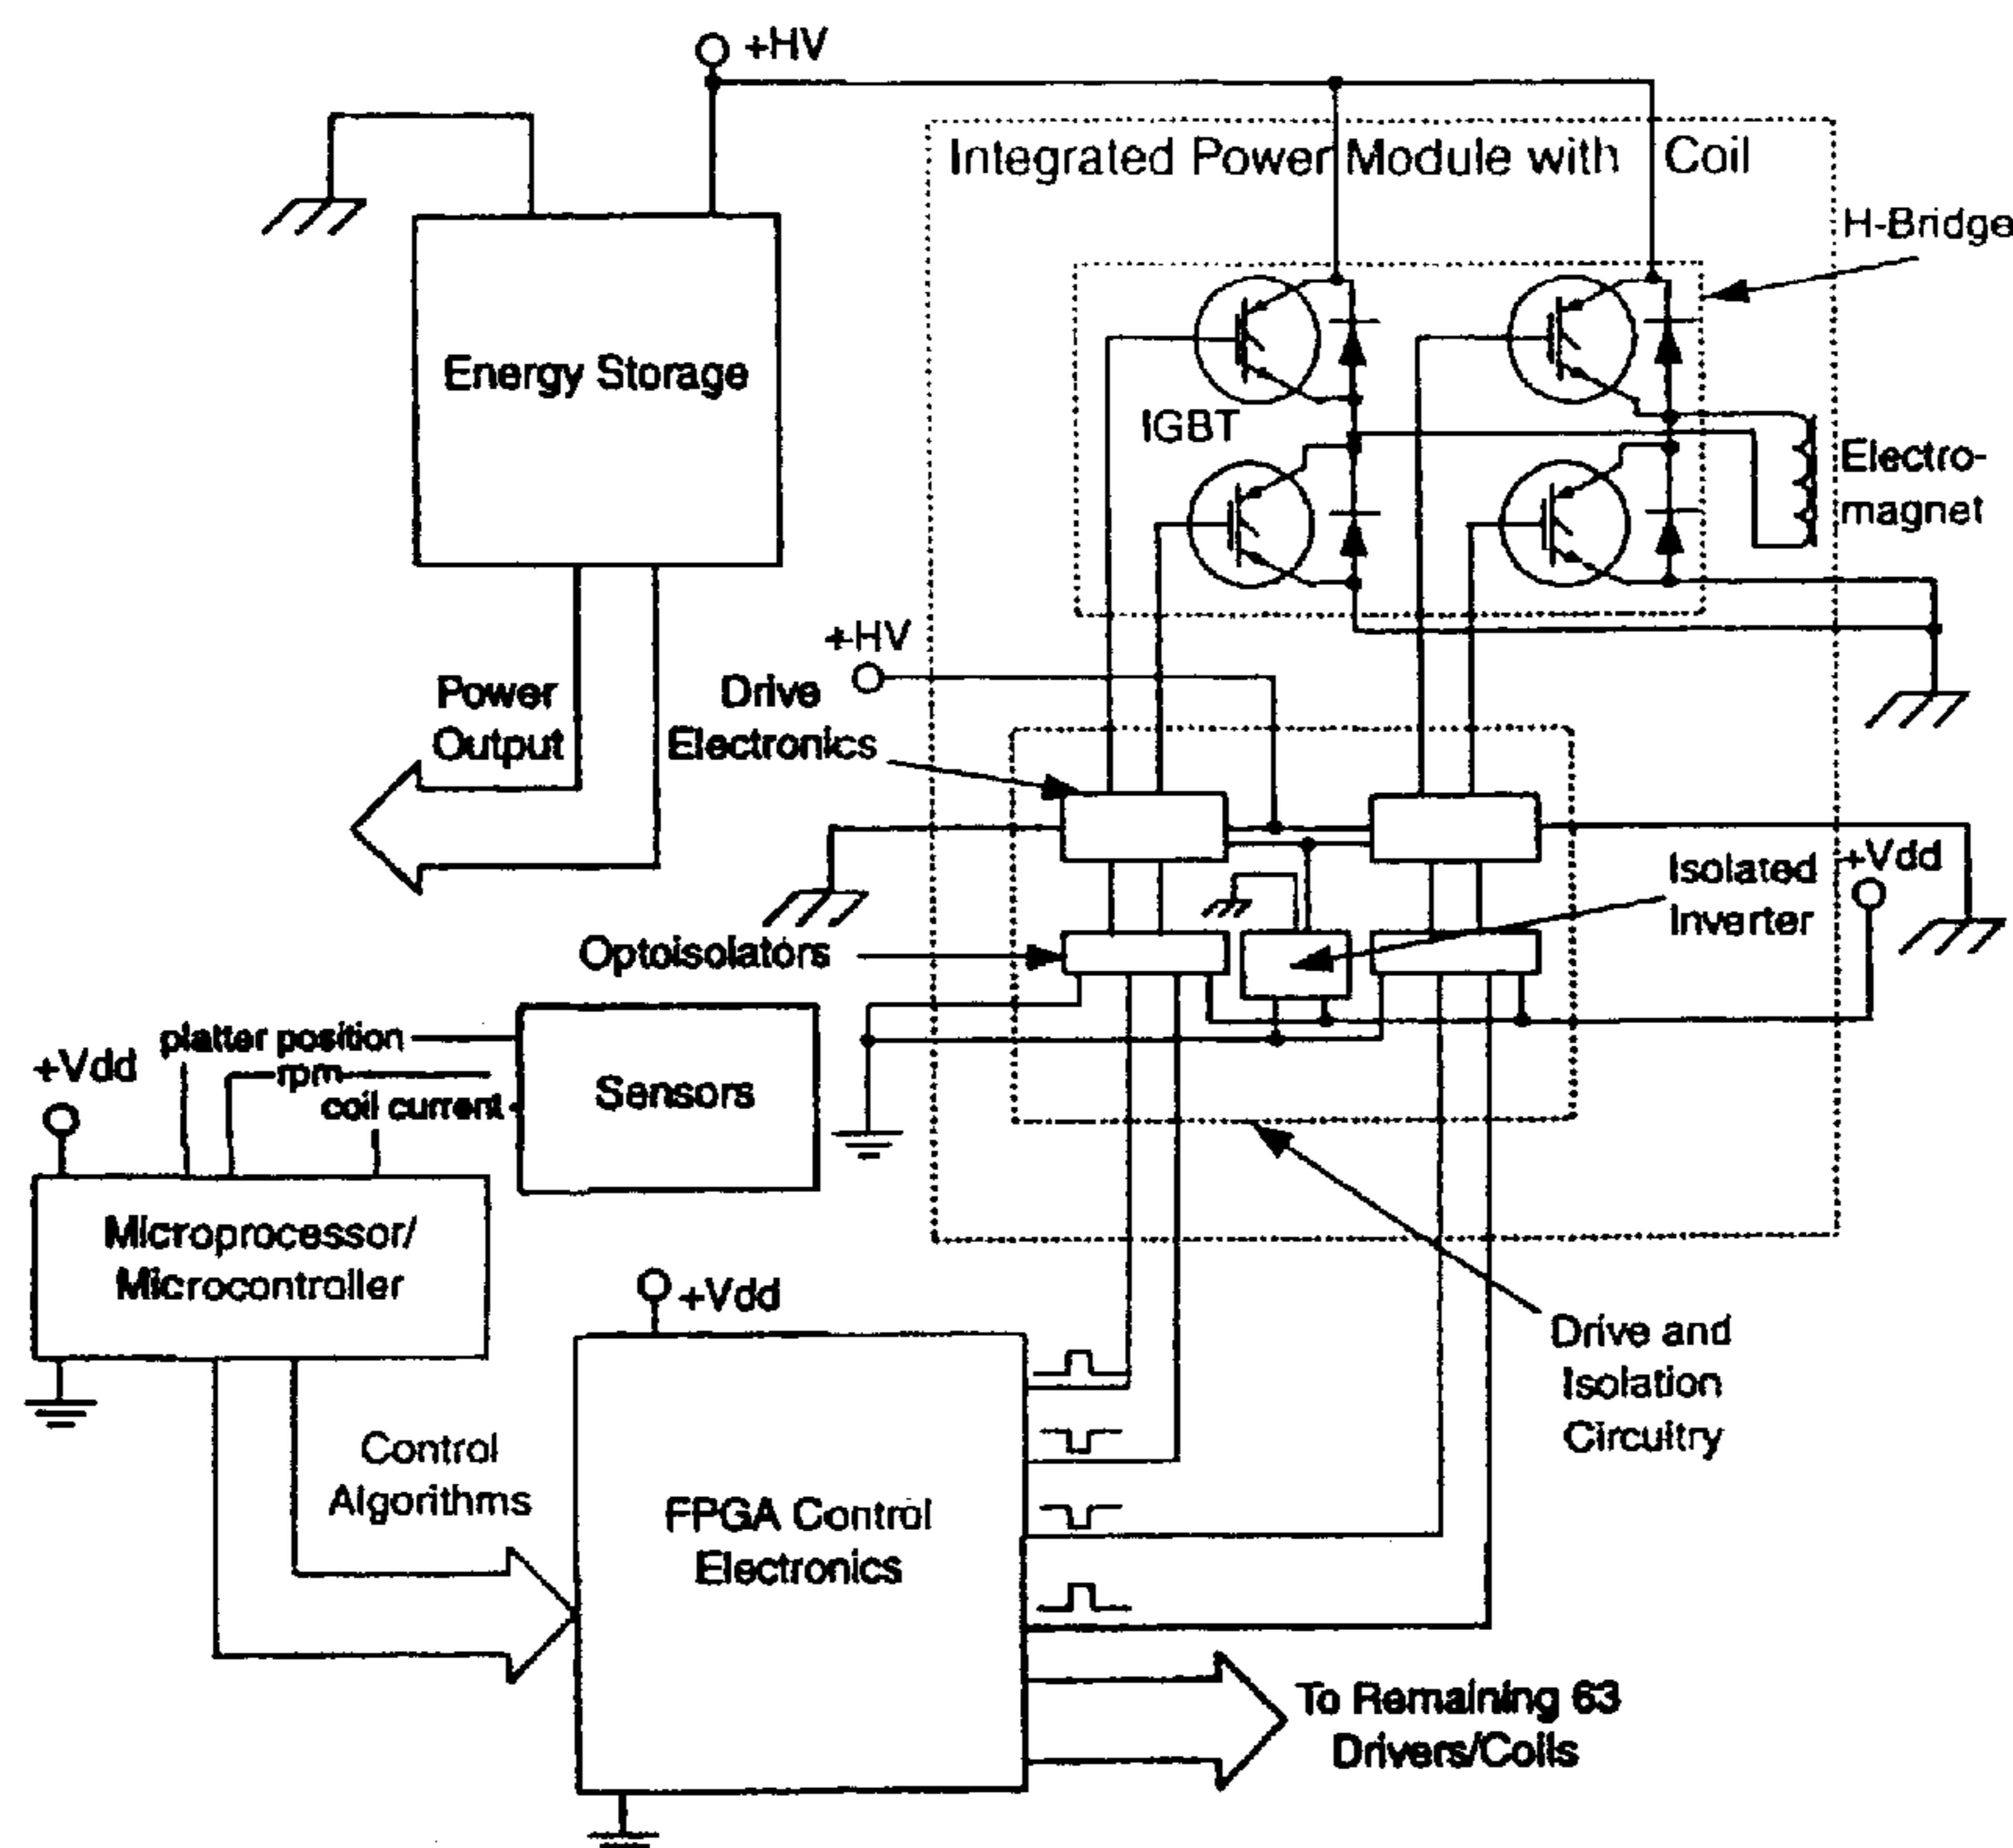 +HV
Integrated Power Module with Coil
H-Bridge
Energy Storage
IGBT
Electro-
magnet
+HV
Power
Output
Drive
Electronics
Isolated
Inverter
+Vdd
Optoisolators
platter position
rpm
coil current
+Vdd
Sensors
Microprocessor/
Microcontroller
+Vdd
Drive and
Isolation
Circuitry
Control
Algorithms
FPGA Control
Electronics
To Remaining 63
Drivers/Coils